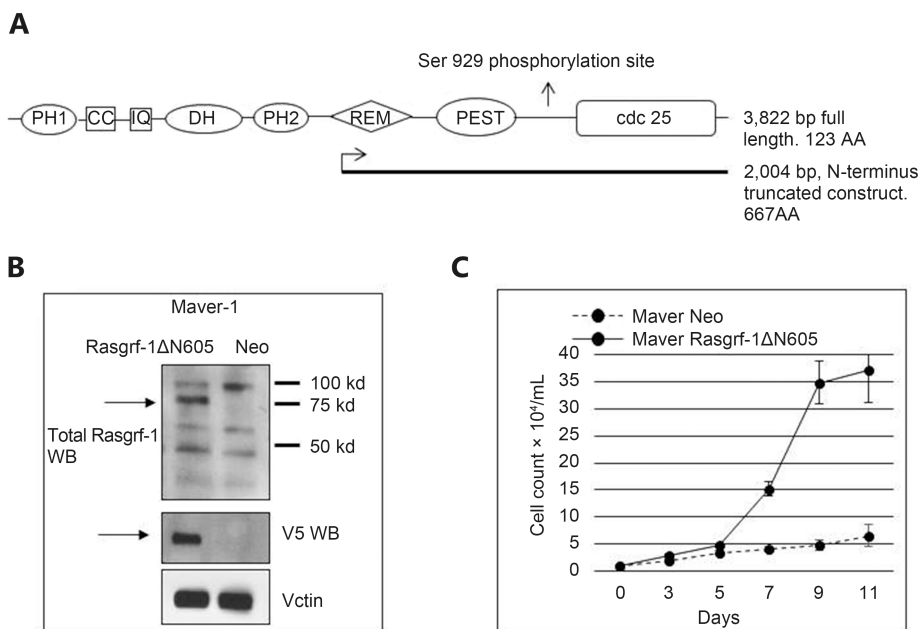 A
Ser 929 phosphorylation site
PH1 CC IQ DH PH2 REM PEST cdc 25
3,822 bp full
length. 123 AA
2,004 bp, N-terminus
truncated construct.
667AA
B
Maver-1
Rasgrf-1ΔN605 Neo
100 kd
75 kd
Total Rasgrf-1
WB
50 kd
V5 WB
Vctin
C
Maver Neo
Maver Rasgrf-1ΔN605
Cell count × 10⁴/mL
40
35
30
25
20
15
10
5
0
0 3 5 7 9 11
Days